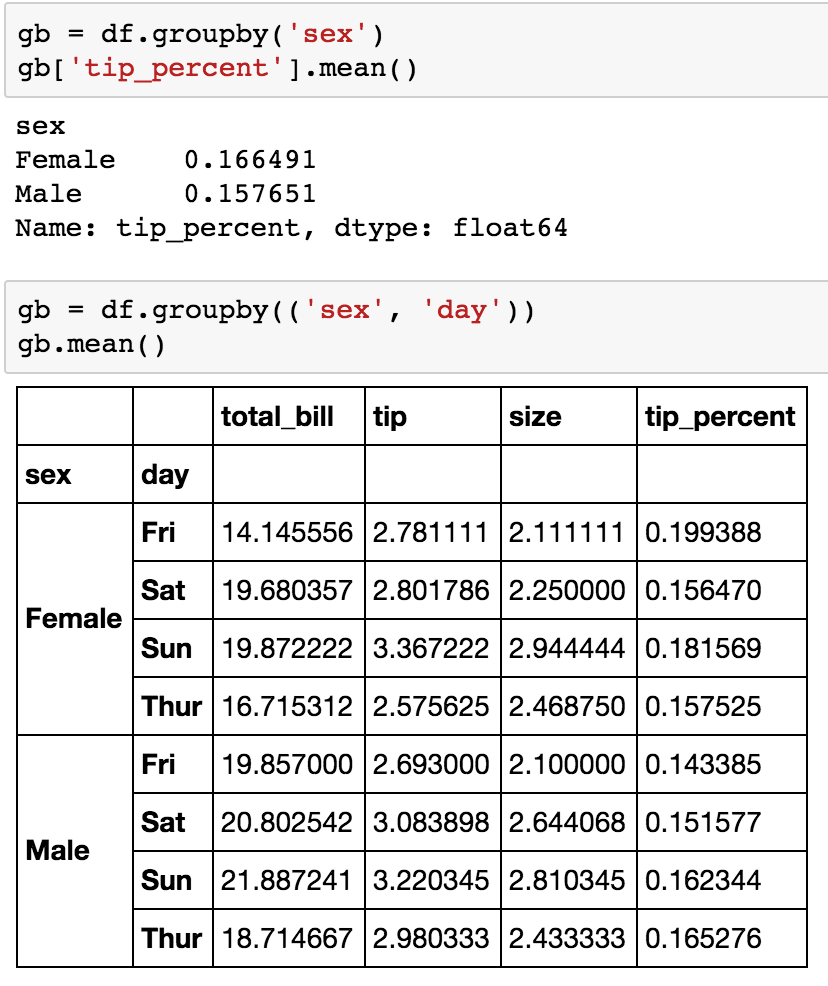 gb = df.groupby('sex')
gb['tip_percent'].mean()
sex
Female    0.166491
Male      0.157651
Name: tip_percent, dtype: float64
gb = df.groupby(('sex', 'day'))
gb.mean()
total_bill tip size tip_percent
sex day
Female Fri 14.145556 2.781111 2.111111 0.199388
Sat 19.680357 2.801786 2.250000 0.156470
Sun 19.872222 3.367222 2.944444 0.181569
Thur 16.715312 2.575625 2.468750 0.157525
Male Fri 19.857000 2.693000 2.100000 0.143385
Sat 20.802542 3.083898 2.644068 0.151577
Sun 21.887241 3.220345 2.810345 0.162344
Thur 18.714667 2.980333 2.433333 0.165276